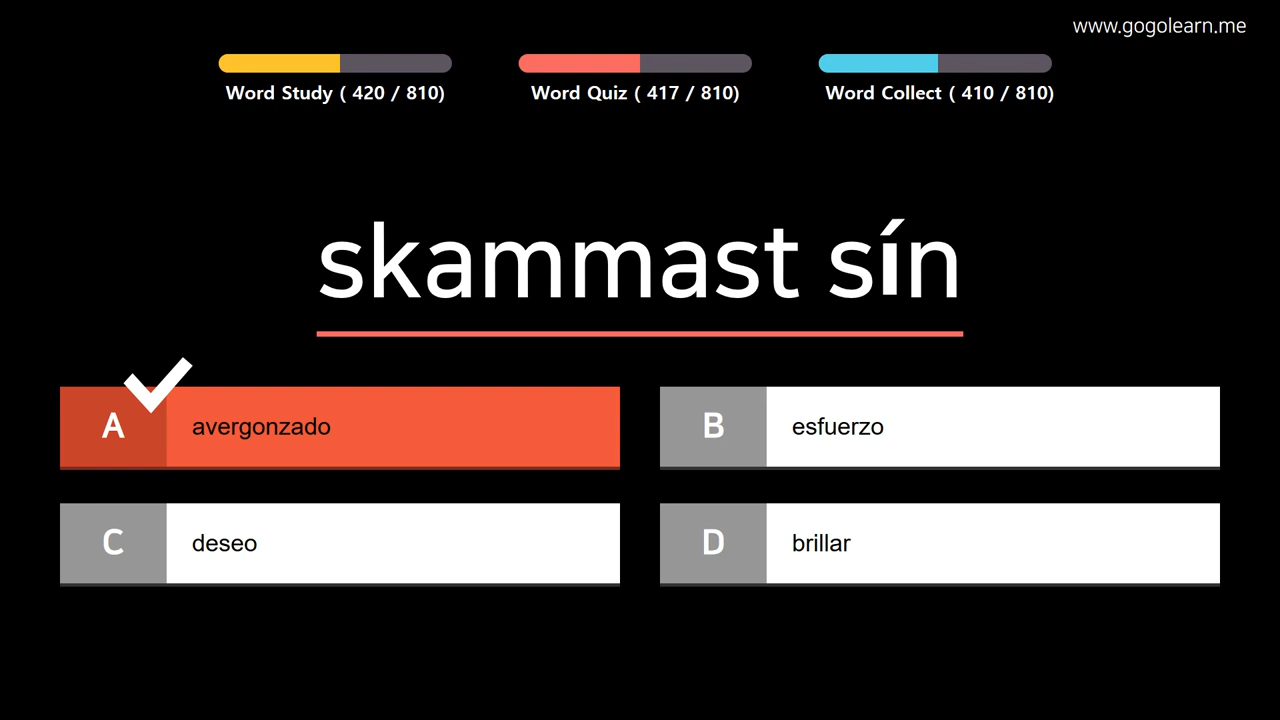 www.gogolearn.me
Word Study ( 420 / 810)
Word Quiz ( 417 / 810)
Word Collect ( 410 / 810)
skammast sín
A avergonzado
B esfuerzo
C deseo
D brillar